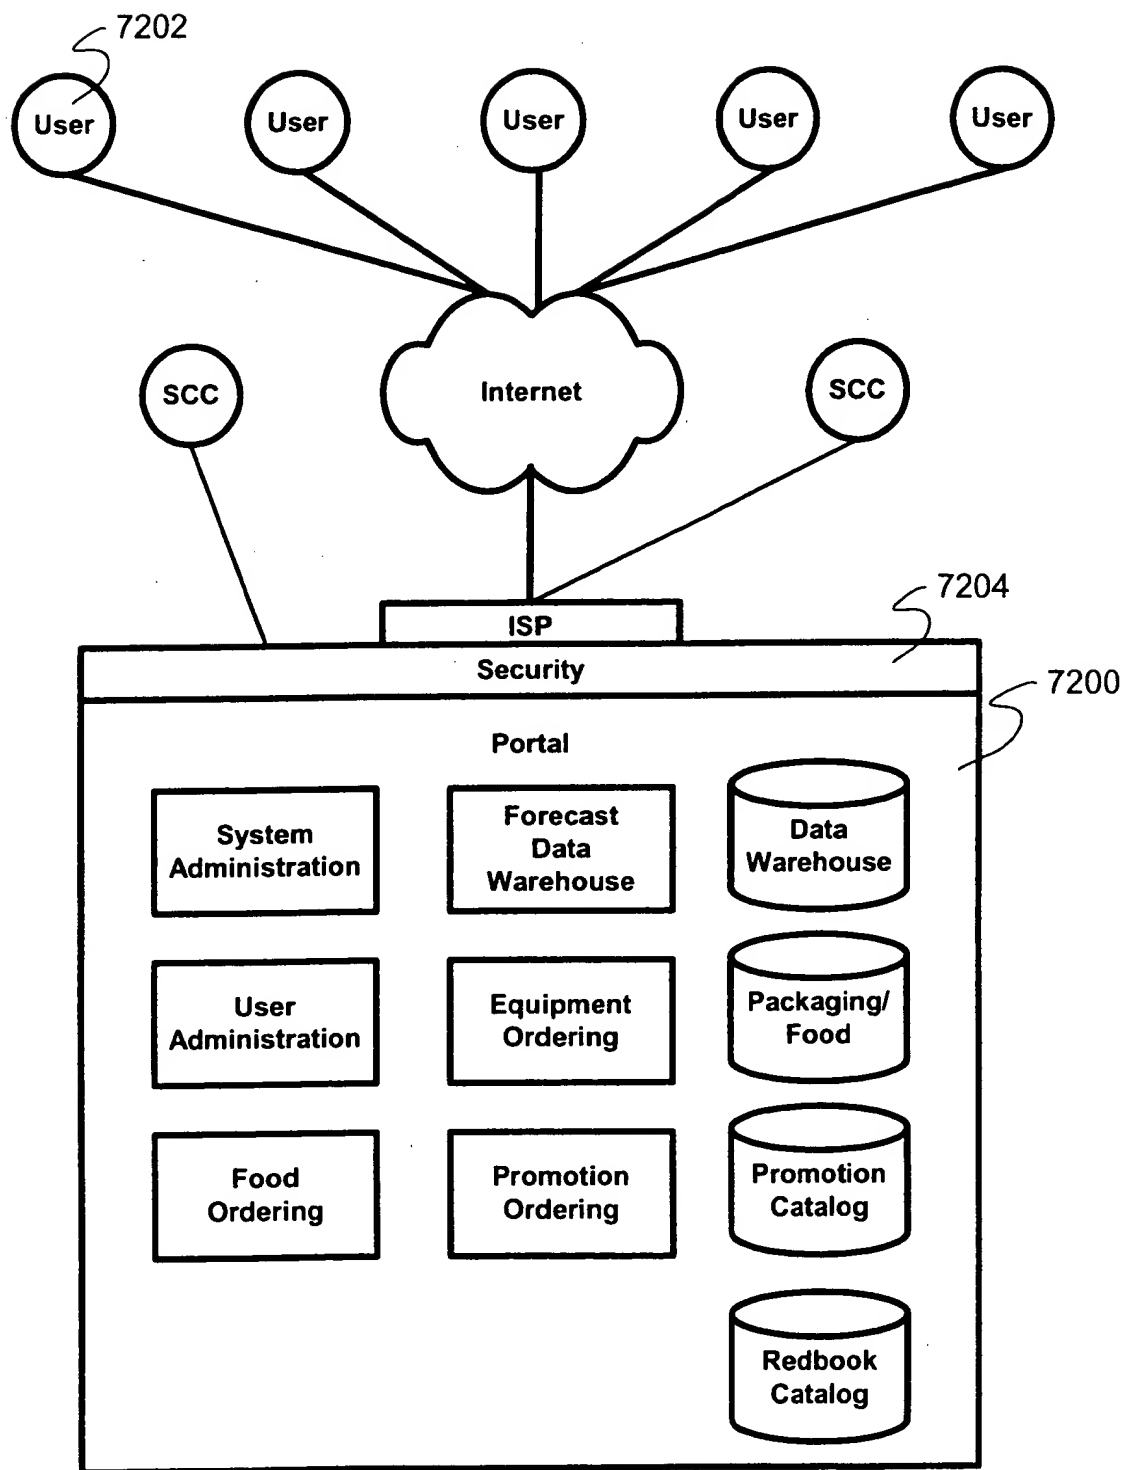 7202
User
User
User
User
User
Internet
SCC
SCC
7204
ISP
Security
7200
Portal
System
Administration
Forecast
Data
Warehouse
Data
Warehouse
User
Administration
Equipment
Ordering
Packaging/
Food
Food
Ordering
Promotion
Ordering
Promotion
Catalog
Redbook
Catalog